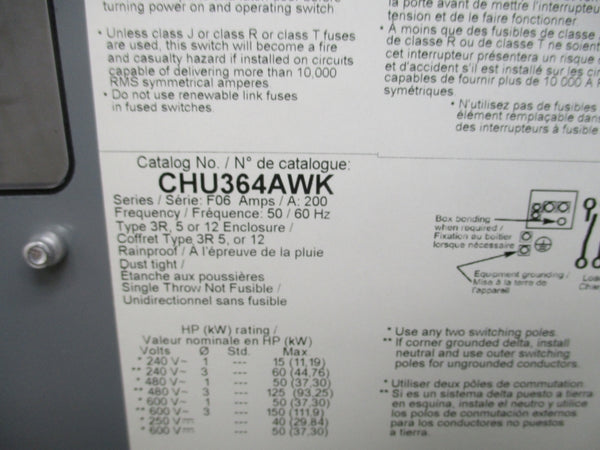 turning power on and operating switch
• Unless class J or class R or class T fuses
are used, this switch will become a fire
and casualty hazard if installed on circuits
capable of delivering more than 10,000
RMS symmetrical amperes
• Do not use renewable link fuses
in fused switches.
la porte avant de mettre l'interrupteur
tension et de le faire fonctionner.
• A moins que des fusibles de classe
de classe R ou de classe T ne soient
cet interrupteur présentera un risque
et d'accident s'il est installé sur les
capables de fournir plus de 10 000 A
symétriques.
• N'utilisez pas de fusibles
élément remplaçable dans
des interrupteurs à fusible
Catalog No. / N° de catalogue:
CHU364AWK
Series / Série: F06 Amps / A: 200
Frequency / Fréquence: 50 / 60 Hz
Type 3R, 5 or 12 Enclosure /
Coffret Type 3R 5, or 12
Rainproof / A l'épreuve de la pluie
Dust tight /
Étanche aux poussières
Single Throw Not Fusible /
Unidirectionnel sans fusible
Box bonding
when required /
Fixation du boîtier
lorsque nécessaire
Equipment grounding /
Mise à la terre de
l'appareil
HP (kW) rating /
Valeur nominale en HP (kW)
Volts Ø Std. Max
* 240 V~ 1 --- 15 (11,19)
** 240 V~ 3 --- 60 (44,76)
* 480 V~ 1 --- 50 (37,30)
** 480 V~ 3 --- 125 (93,25)
* 600 V~ 1 --- 50 (37,30)
** 600 V~ 3 --- 150 (111,9)
* 250 V⎓ --- 40 (29,84)
* 600 V⎓ --- 50 (37,30)
* Use any two switching poles.
** If corner grounded delta, install
neutral and use outer switching
poles for ungrounded conductors.
* Utiliser deux pôles de commutation.
** Si es un sistema delta puesto a tierra
en esquina, instale el neutro y utilice
los polos de conmutación externos
para los conductores no puestos
a tierra.